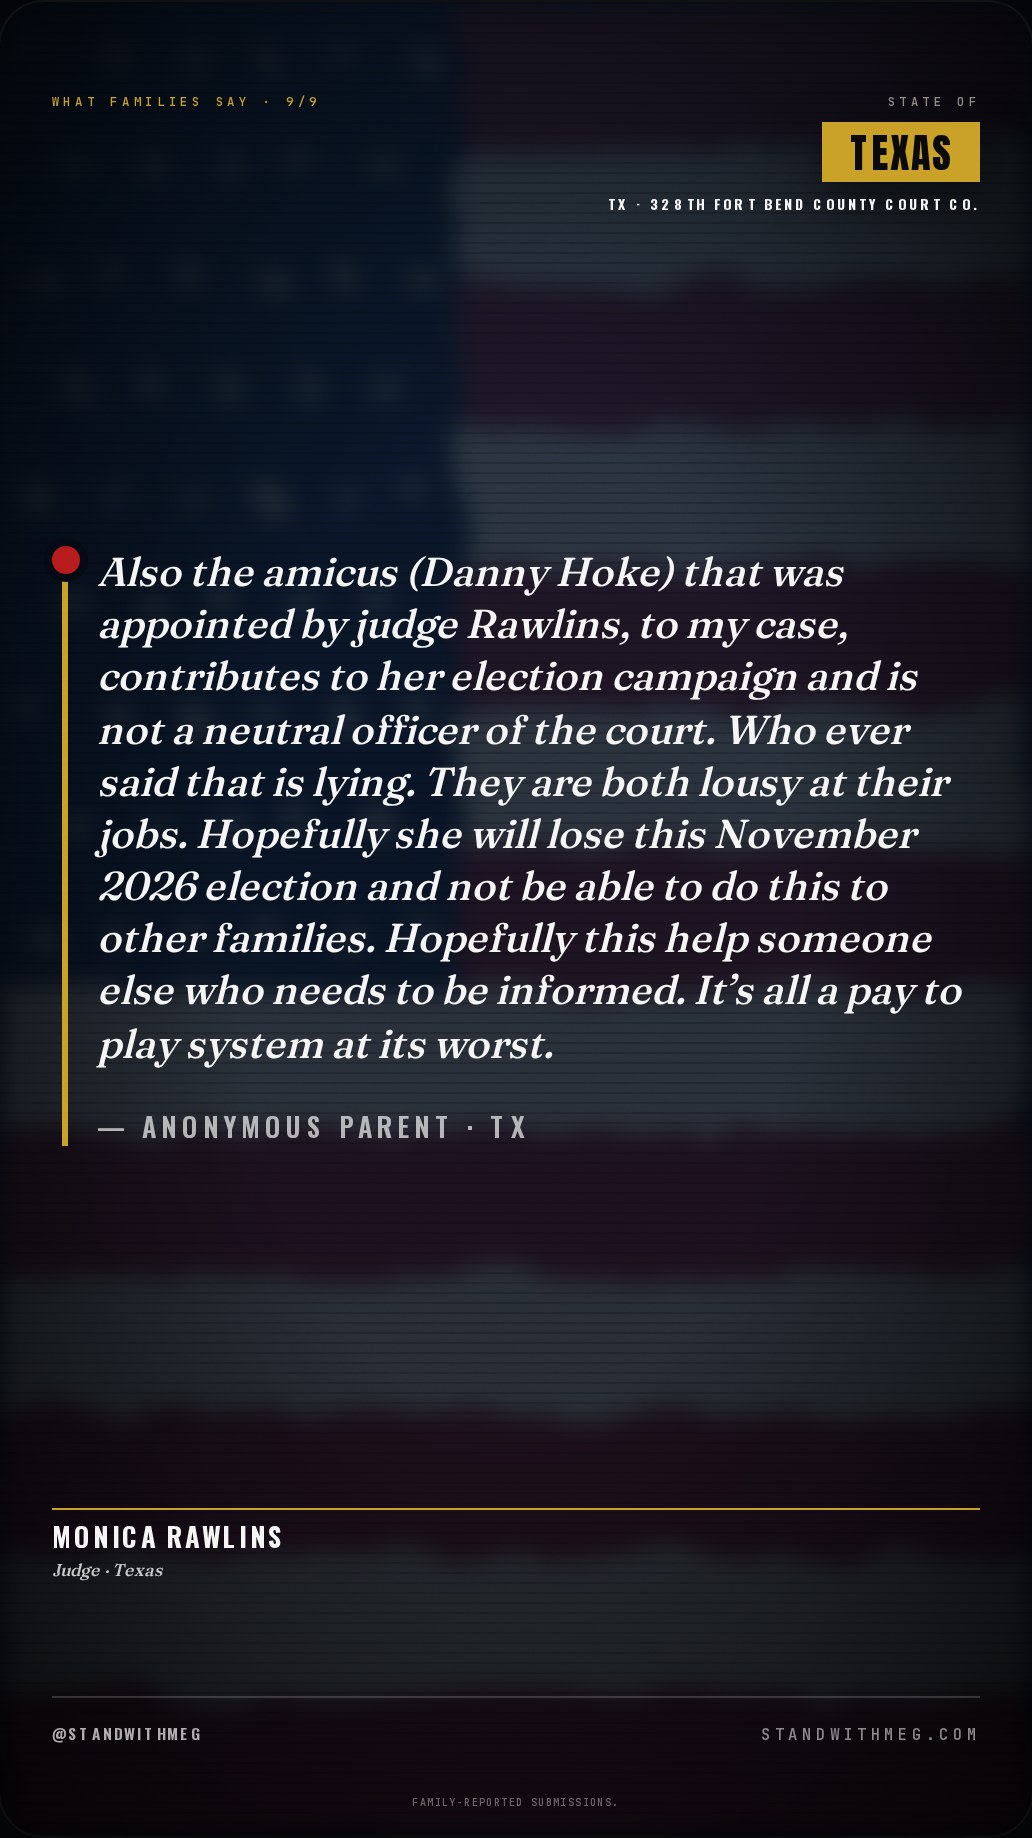 WHAT FAMILIES SAY · 9/9
STATE OF
TEXAS
TX · 328TH FORT BEND COUNTY COURT CO.
Also the amicus (Danny Hoke) that was
appointed by judge Rawlins, to my case,
contributes to her election campaign and is
not a neutral officer of the court. Who ever
said that is lying. They are both lousy at their
jobs. Hopefully she will lose this November
2026 election and not be able to do this to
other families. Hopefully this help someone
else who needs to be informed. It’s all a pay to
play system at its worst.
— ANONYMOUS PARENT · TX
MONICA RAWLINS
Judge · Texas
@STANDWITHMEG
STANDWITHMEG.COM
FAMILY-REPORTED SUBMISSIONS.